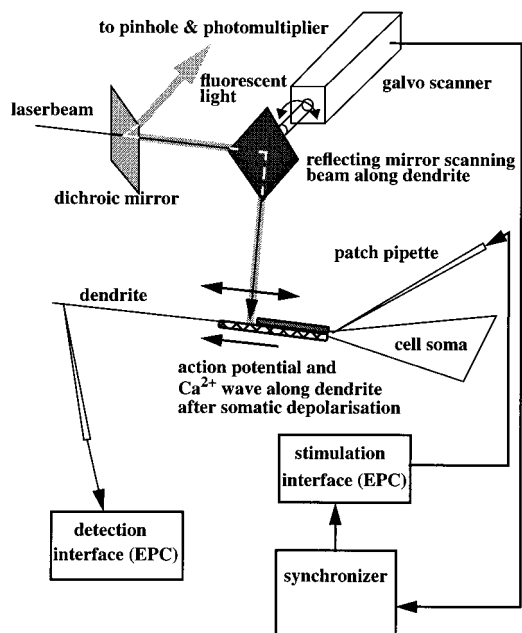 to pinhole & photomultiplier
fluorescent
light
galvo scanner
laserbeam
reflecting mirror scanning
beam along dendrite
dichroic mirror
patch pipette
dendrite
cell soma
action potential and
Ca2+ wave along dendrite
after somatic depolarisation
stimulation
interface (EPC)
detection
interface (EPC)
synchronizer